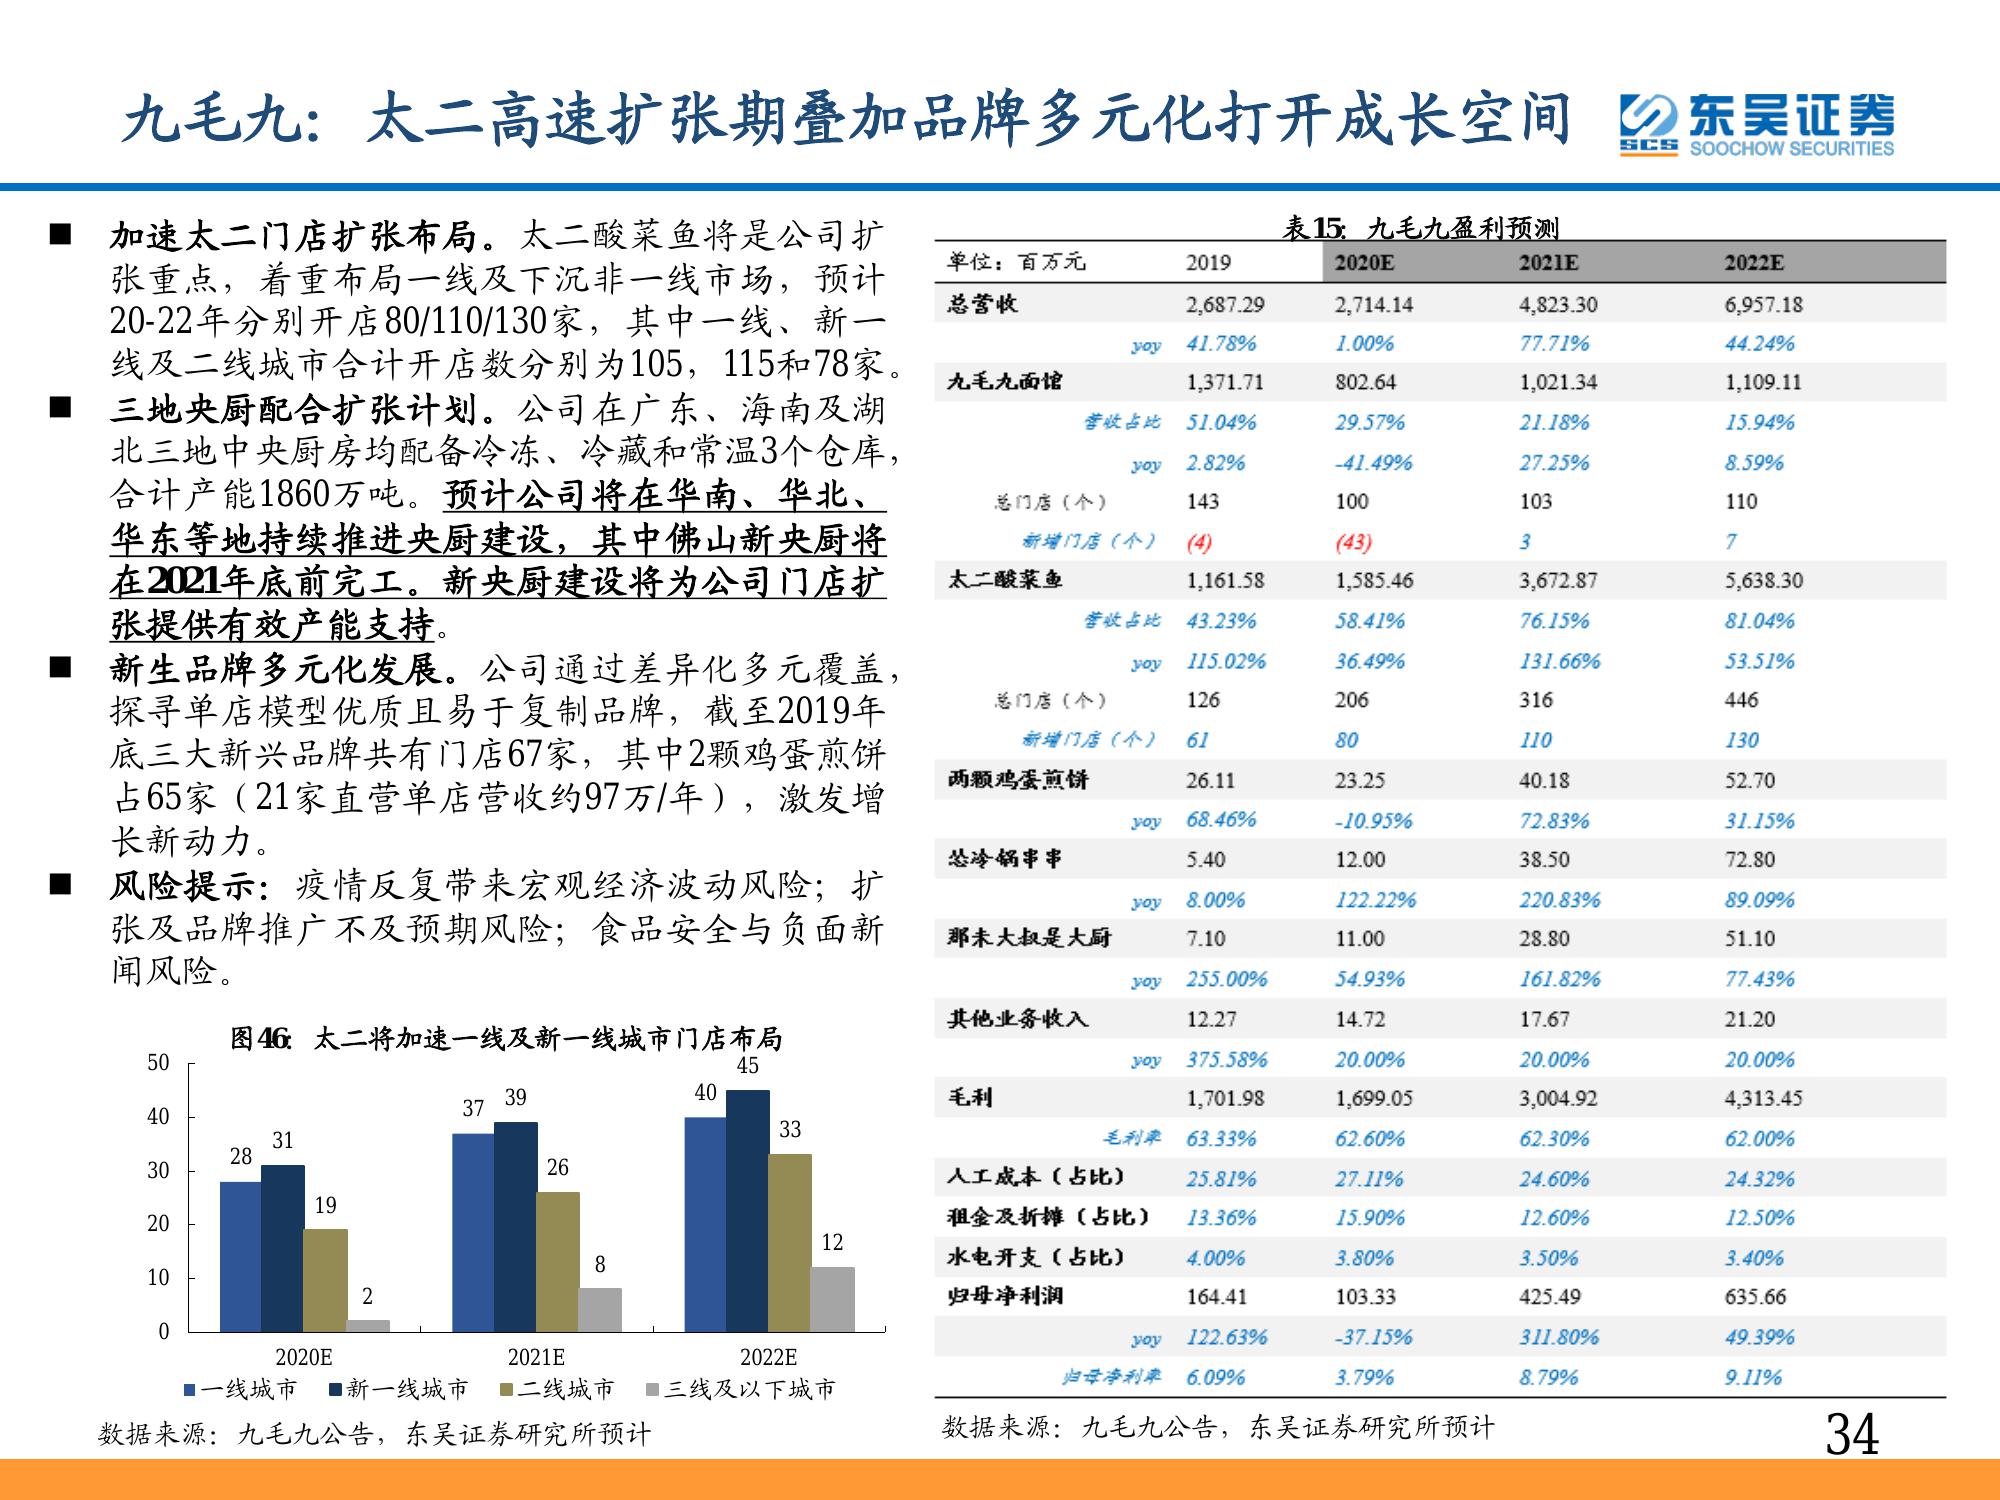 九毛九：太二高速扩张期叠加品牌多元化打开成长空间
东吴证券
SCS SOOCHOW SECURITIES
■ 加速太二门店扩张布局。太二酸菜鱼将是公司扩
张重点，着重布局一线及下沉非一线市场，预计
20-22年分别开店80/110/130家，其中一线、新一
线及二线城市合计开店数分别为105，115和78家。
■ 三地央厨配合扩张计划。公司在广东、海南及湖
北三地中央厨房均配备冷冻、冷藏和常温3个仓库，
合计产能1860万吨。预计公司将在华南、华北、
华东等地持续推进央厨建设，其中佛山新央厨将
在2021年底前完工。新央厨建设将为公司门店扩
张提供有效产能支持。
■ 新生品牌多元化发展。公司通过差异化多元覆盖，
探寻单店模型优质且易于复制品牌，截至2019年
底三大新兴品牌共有门店67家，其中2颗鸡蛋煎饼
占65家（21家直营单店营收约97万/年），激发增
长新动力。
■ 风险提示：疫情反复带来宏观经济波动风险；扩
张及品牌推广不及预期风险；食品安全与负面新
闻风险。
图46：太二将加速一线及新一线城市门店布局
50
40
30
20
10
0
28 31 19 2
37 39 26 8
40 45 33 12
2020E 2021E 2022E
一线城市 新一线城市 二线城市 三线及以下城市
数据来源：九毛九公告，东吴证券研究所预计
表15：九毛九盈利预测
单位：百万元 2019 2020E 2021E 2022E
总营收 2,687.29 2,714.14 4,823.30 6,957.18
yoy 41.78% 1.00% 77.71% 44.24%
九毛九面馆 1,371.71 802.64 1,021.34 1,109.11
营收占比 51.04% 29.57% 21.18% 15.94%
yoy 2.82% -41.49% 27.25% 8.59%
总门店（个） 143 100 103 110
新增门店（个） (4) (43) 3 7
太二酸菜鱼 1,161.58 1,585.46 3,672.87 5,638.30
营收占比 43.23% 58.41% 76.15% 81.04%
yoy 115.02% 36.49% 131.66% 53.51%
总门店（个） 126 206 316 446
新增门店（个） 61 80 110 130
两颗鸡蛋煎饼 26.11 23.25 40.18 52.70
yoy 68.46% -10.95% 72.83% 31.15%
怂冷锅串串 5.40 12.00 38.50 72.80
yoy 8.00% 122.22% 220.83% 89.09%
那未大叔是大厨 7.10 11.00 28.80 51.10
yoy 255.00% 54.93% 161.82% 77.43%
其他业务收入 12.27 14.72 17.67 21.20
yoy 375.58% 20.00% 20.00% 20.00%
毛利 1,701.98 1,699.05 3,004.92 4,313.45
毛利率 63.33% 62.60% 62.30% 62.00%
人工成本（占比） 25.81% 27.11% 24.60% 24.32%
租金及折摊（占比） 13.36% 15.90% 12.60% 12.50%
水电开支（占比） 4.00% 3.80% 3.50% 3.40%
归母净利润 164.41 103.33 425.49 635.66
yoy 122.63% -37.15% 311.80% 49.39%
归母净利率 6.09% 3.79% 8.79% 9.11%
数据来源：九毛九公告，东吴证券研究所预计
34